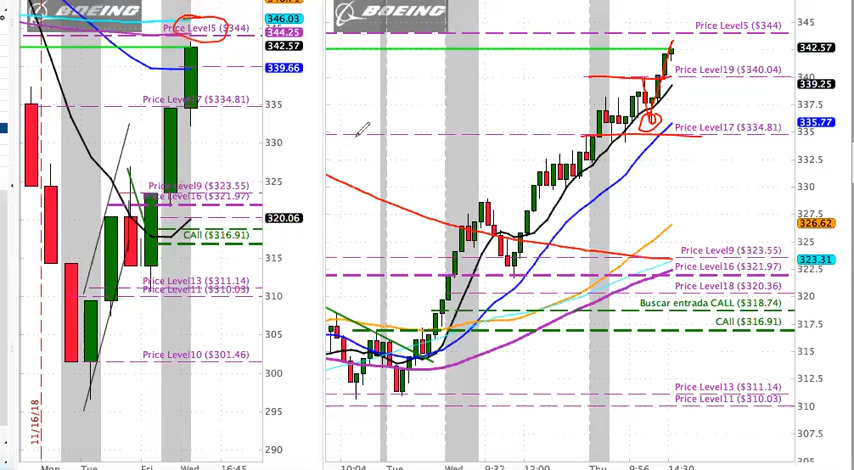 BOEING
346.03
Price Level5 ($344)
344.25
342.57
339.66
335
Price Level17 ($334.81)
330
325
Price Level9 ($323.55)
Price Level16 ($321.97)
320.06
CAll ($316.91)
315
Price Level13 ($311.14)
Price Level11 ($310.03)
310
305
Price Level10 ($301.46)
300
295
290
11/16/18
Mon
Tue
Fri
Wed
16:45
BOEING
345
Price Level5 ($344)
342.57
Price Level19 ($340.04)
340
339.25
337.5
335.77
Price Level17 ($334.81)
335
332.5
330
327.5
326.62
325
Price Level9 ($323.55)
323.31
322.5
Price Level16 ($321.97)
Price Level18 ($320.36)
320
Buscar entrada CALL ($318.74)
317.5
CAll ($316.91)
315
312.5
Price Level13 ($311.14)
Price Level11 ($310.03)
310
307.5
305
10:04
Tue
Wed
9:32
12:00
Thu
9:56
14:30